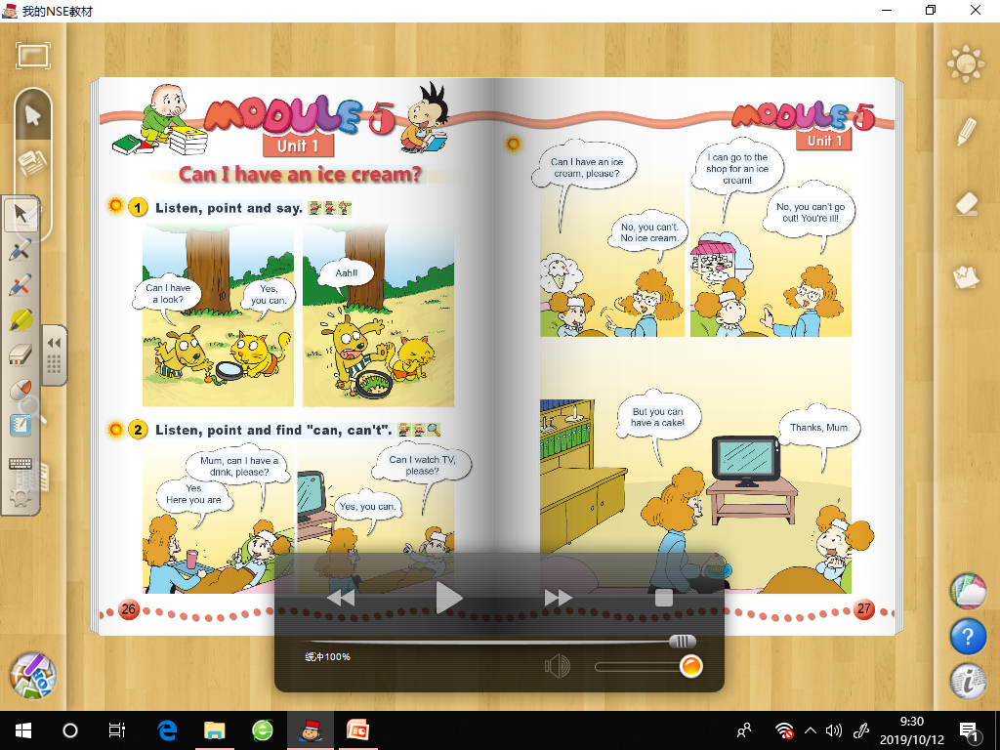 我的NSE教材
MODULE 5
Unit 1
Can I have an ice cream?
1 Listen, point and say.
Can I have
a look?
Yes,
you can.
Aah!!
2 Listen, point and find "can, can't".
Mum, can I have a
drink, please?
Yes.
Here you are.
Can I watch TV,
please?
Yes, you can.
26
MODULE 5
Unit 1
Can I have an ice
cream, please?
No, you can't.
No ice cream.
I can go to the
shop for an ice
cream!
No, you can't go
out! You're ill!
But you can
have a cake!
Thanks, Mum.
27
缓冲100%
9:30
2019/10/12
1